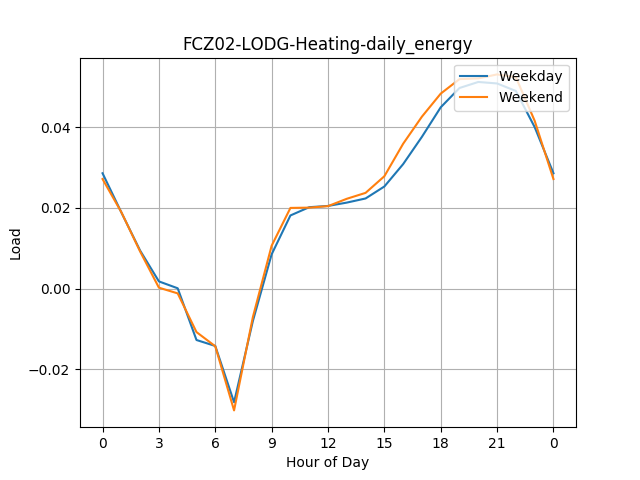 FCZ02-LODG-Heating-daily_energy
Weekday
Weekend
0.04
0.02
0.00
−0.02
Load
0 3 6 9 12 15 18 21 0
Hour of Day